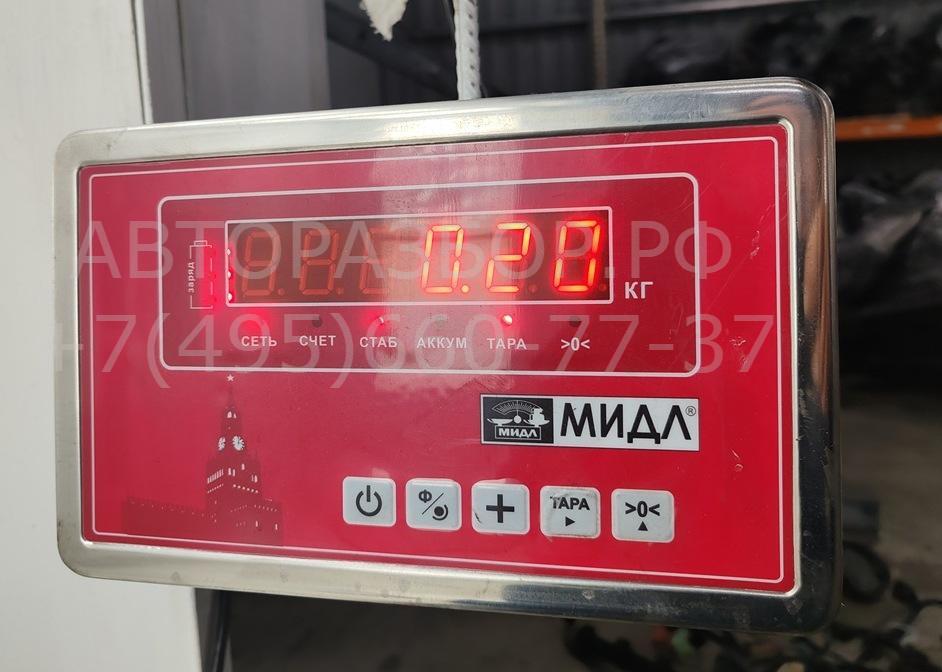 АВТОРАЗБОР.РФ
+7(495)660-77-37
заряд
0.20
КГ
СЕТЬ СЧЕТ СТАБ АККУМ ТАРА >0<
МИДЛ МИДЛ®
Ф
ТАРА
>0<